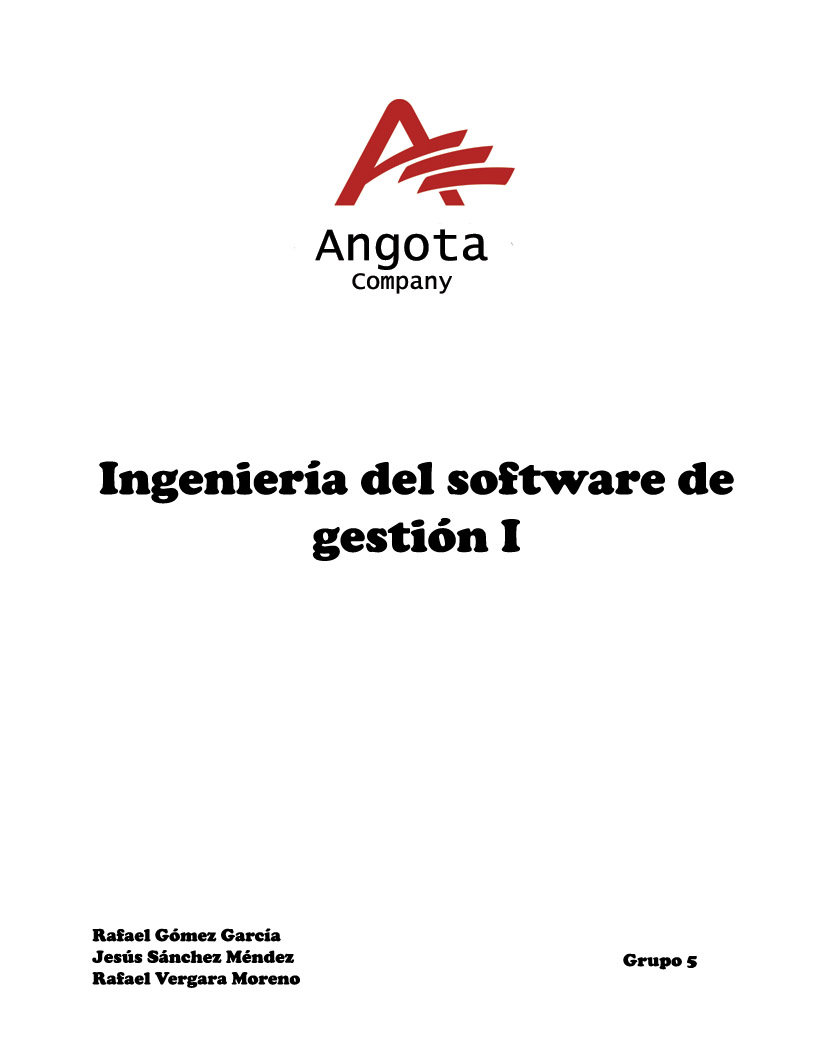 Angota
Company
Ingeniería del software de
gestión I
Rafael Gómez García
Jesús Sánchez Méndez
Rafael Vergara Moreno
Grupo 5